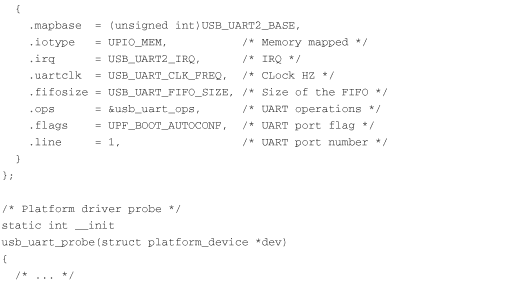 {
.mapbase = (unsigned int)USB_UART2_BASE,
.iotype = UPIO_MEM, /* Memory mapped */
.irq = USB_UART2_IRQ, /* IRQ */
.uartclk = USB_UART_CLK_FREQ, /* CLock HZ */
.fifosize = USB_UART_FIFO_SIZE, /* Size of the FIFO */
.ops = &usb_uart_ops, /* UART operations */
.flags = UPF_BOOT_AUTOCONF, /* UART port flag */
.line = 1, /* UART port number */
}
};
/* Platform driver probe */
static int __init
usb_uart_probe(struct platform_device *dev)
{
/* ... */